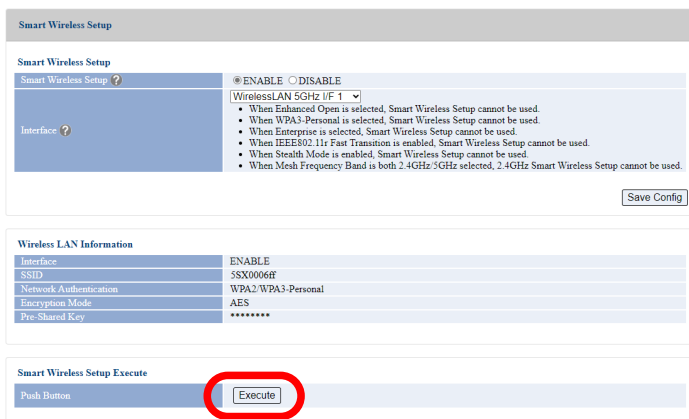 Smart Wireless Setup
Smart Wireless Setup
Smart Wireless Setup ? ENABLE DISABLE
Interface ? WirelessLAN 5GHz I/F 1
When Enhanced Open is selected, Smart Wireless Setup cannot be used.
When WPA3-Personal is selected, Smart Wireless Setup cannot be used.
When Enterprise is selected, Smart Wireless Setup cannot be used.
When IEEE802.11r Fast Transition is enabled, Smart Wireless Setup cannot be used.
When Stealth Mode is enabled, Smart Wireless Setup cannot be used.
When Mesh Frequency Band is both 2.4GHz/5GHz selected, 2.4GHz Smart Wireless Setup cannot be used.
Save Config
Wireless LAN Information
Interface ENABLE
SSID 5SX0006ff
Network Authentication WPA2/WPA3-Personal
Encryption Mode AES
Pre-Shared Key ********
Smart Wireless Setup Execute
Push Button Execute